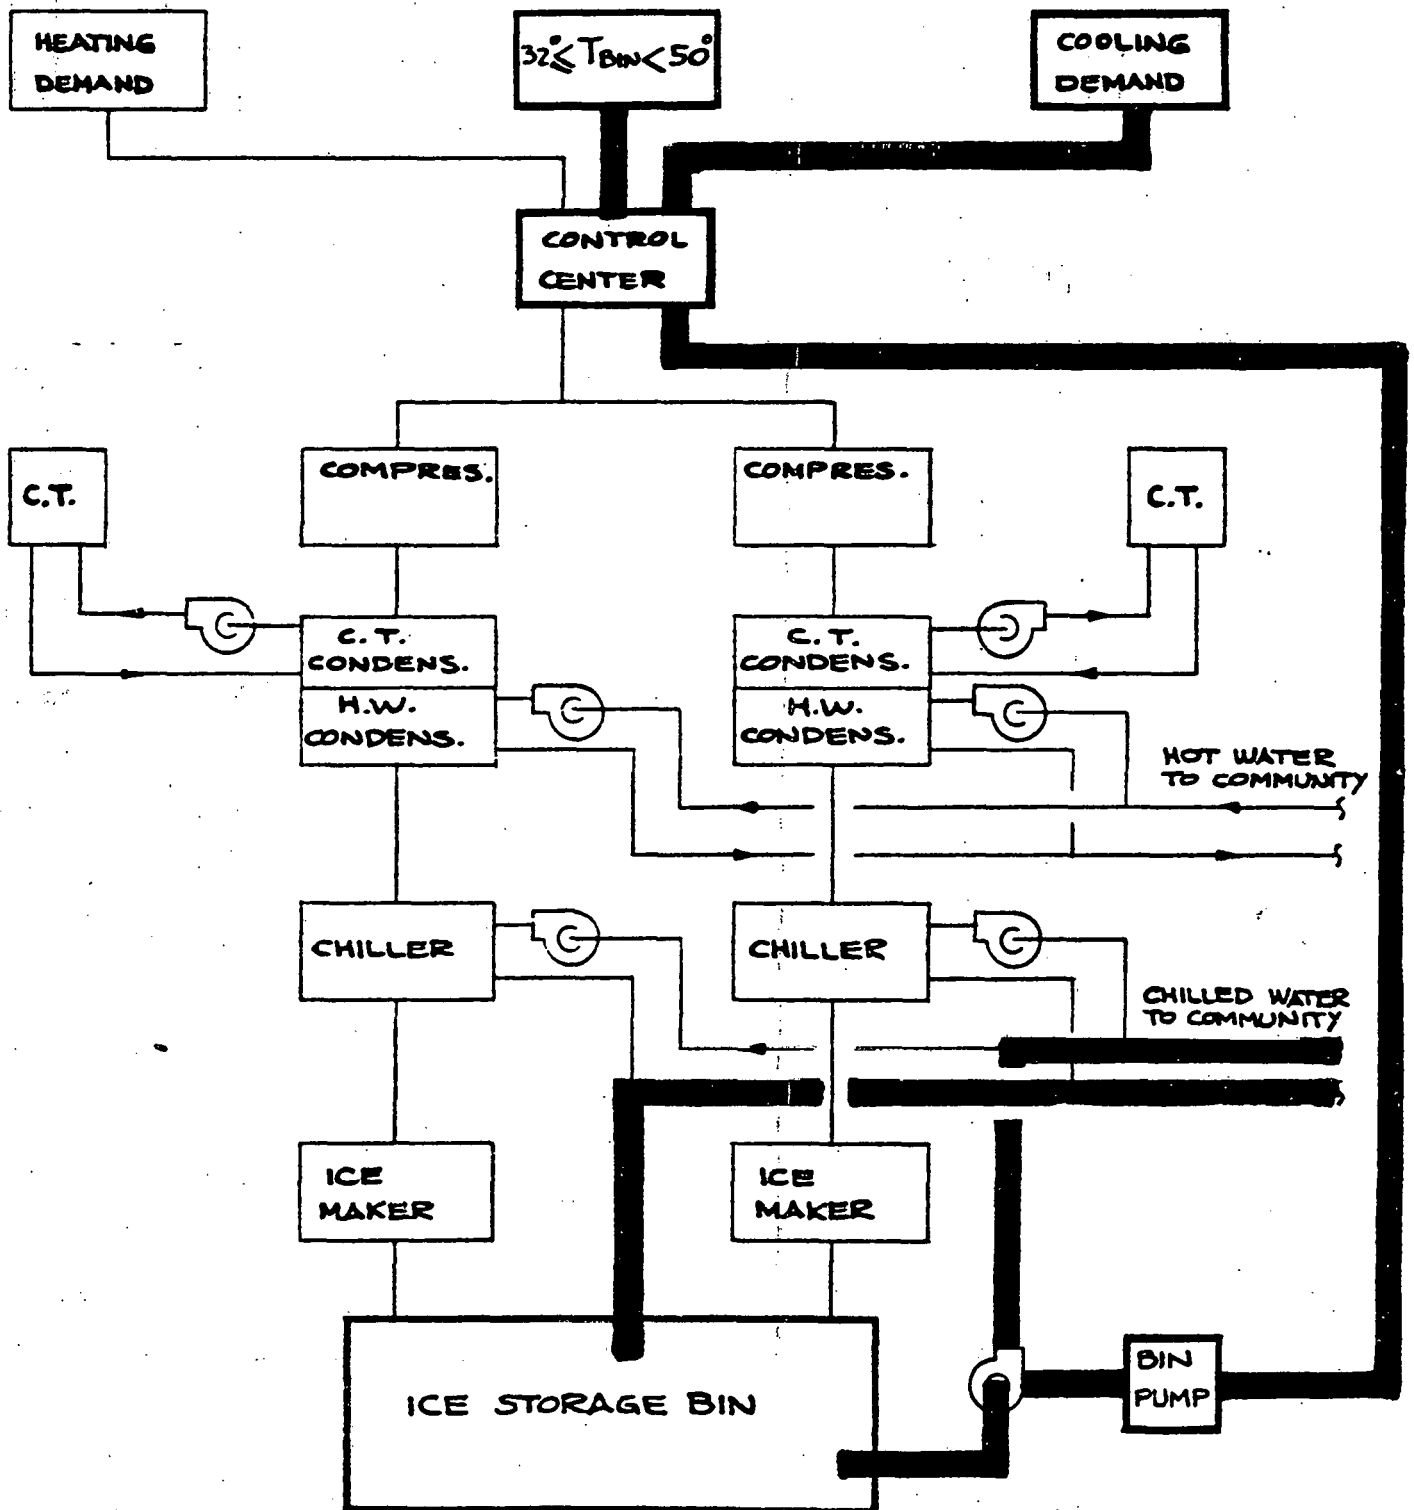 HEATING
DEMAND
32° ≤ TBIN < 50°
COOLING
DEMAND
CONTROL
CENTER
C.T.
COMPRES.
COMPRES.
C.T.
C.T.
CONDENS.
H.W.
CONDENS.
C.T.
CONDENS.
H.W.
CONDENS.
HOT WATER
TO COMMUNITY
CHILLER
CHILLER
CHILLED WATER
TO COMMUNITY
ICE
MAKER
ICE
MAKER
ICE STORAGE BIN
BIN
PUMP